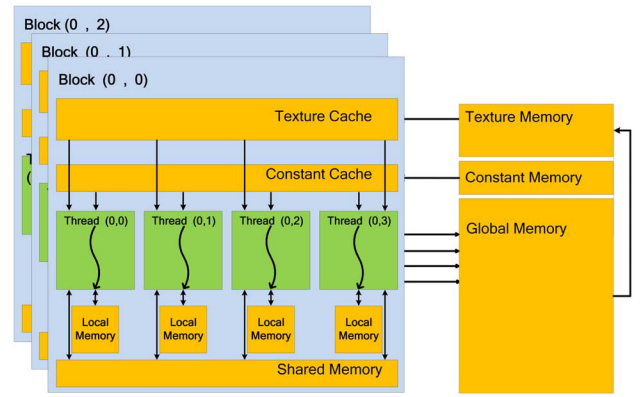 Block (0 , 2)
Block (0 , 1)
Block (0 , 0)
Texture Cache
Texture Memory
Constant Cache
Constant Memory
Thread (0,0)
Thread (0,1)
Thread (0,2)
Thread (0,3)
Global Memory
Local
Memory
Local
Memory
Local
Memory
Local
Memory
Shared Memory